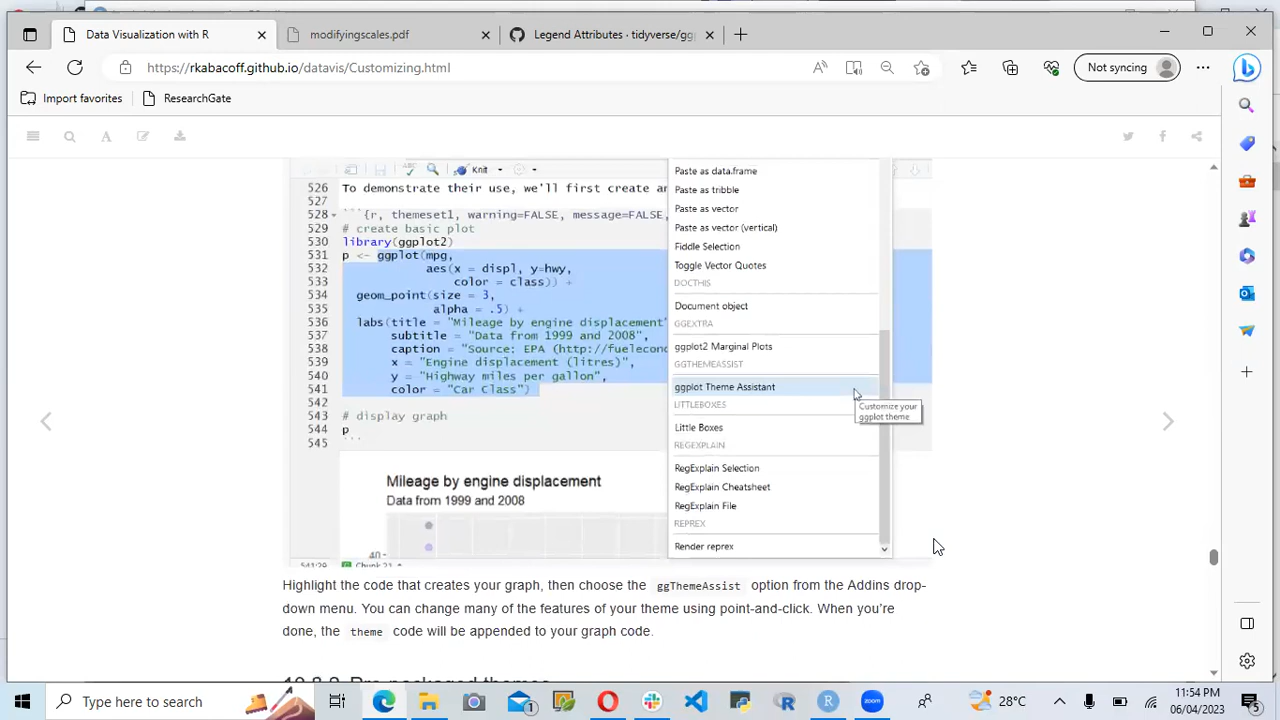 Data Visualization with R
modifyingscales.pdf
Legend Attributes · tidyverse/gg
https://rkabacoff.github.io/datavis/Customizing.html
Not syncing
Import favorites
ResearchGate
Knit
526 To demonstrate their use, we'll first create an
527
528 ```{r, themeset1, warning=FALSE, message=FALSE,
529 # create basic plot
530 library(ggplot2)
531 p <- ggplot(mpg,
532 aes(x = displ, y=hwy,
533 color = class)) +
534 geom_point(size = 3,
535 alpha = .5) +
536 labs(title = "Mileage by engine displacement"
537 subtitle = "Data from 1999 and 2008",
538 caption = "Source: EPA (http://fuelecono
539 x = "Engine displacement (litres)",
540 y = "Highway miles per gallon",
541 color = "Car Class")
542
543 # display graph
544 p
545 ```
Mileage by engine displacement
Data from 1999 and 2008
40
541:29
Chunk 21
Paste as data.frame
Paste as tribble
Paste as vector
Paste as vector (vertical)
Fiddle Selection
Toggle Vector Quotes
DOCTHIS
Document object
GGEXTRA
ggplot2 Marginal Plots
GGTHEMEASSIST
ggplot Theme Assistant
Customize your
ggplot theme
LITTLEBOXES
Little Boxes
REGEXPLAIN
RegExplain Selection
RegExplain Cheatsheet
RegExplain File
REPREX
Render reprex
Highlight the code that creates your graph, then choose the ggThemeAssist option from the Addins drop-
down menu. You can change many of the features of your theme using point-and-click. When you're
done, the theme code will be appended to your graph code.
Type here to search
28°C
11:54 PM
06/04/2023